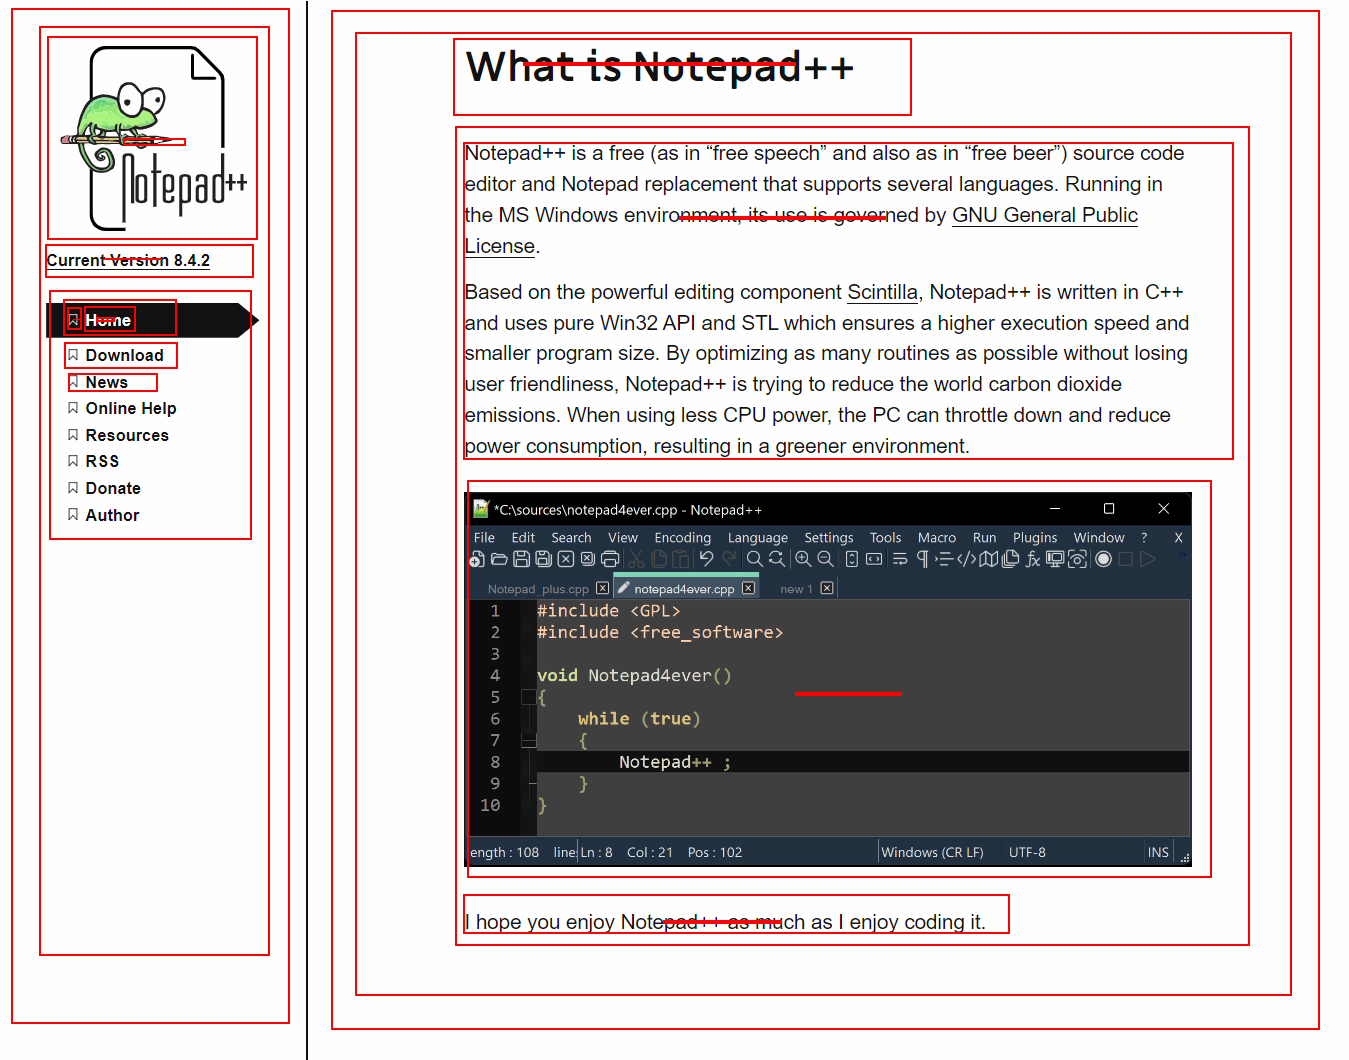 Notepad++
Current Version 8.4.2
Home
Download
News
Online Help
Resources
RSS
Donate
Author
What is Notepad++
Notepad++ is a free (as in “free speech” and also as in “free beer”) source code
editor and Notepad replacement that supports several languages. Running in
the MS Windows environment, its use is governed by GNU General Public
License.
Based on the powerful editing component Scintilla, Notepad++ is written in C++
and uses pure Win32 API and STL which ensures a higher execution speed and
smaller program size. By optimizing as many routines as possible without losing
user friendliness, Notepad++ is trying to reduce the world carbon dioxide
emissions. When using less CPU power, the PC can throttle down and reduce
power consumption, resulting in a greener environment.
*C:\sources\notepad4ever.cpp - Notepad++
File Edit Search View Encoding Language Settings Tools Macro Run Plugins Window ? X
Notepad_plus.cpp notepad4ever.cpp new 1
1 #include <GPL>
2 #include <free_software>
3
4 void Notepad4ever()
5 {
6 while (true)
7 {
8 Notepad++ ;
9 }
10 }
ength : 108 line Ln : 8 Col : 21 Pos : 102 Windows (CR LF) UTF-8 INS
I hope you enjoy Notepad++ as much as I enjoy coding it.